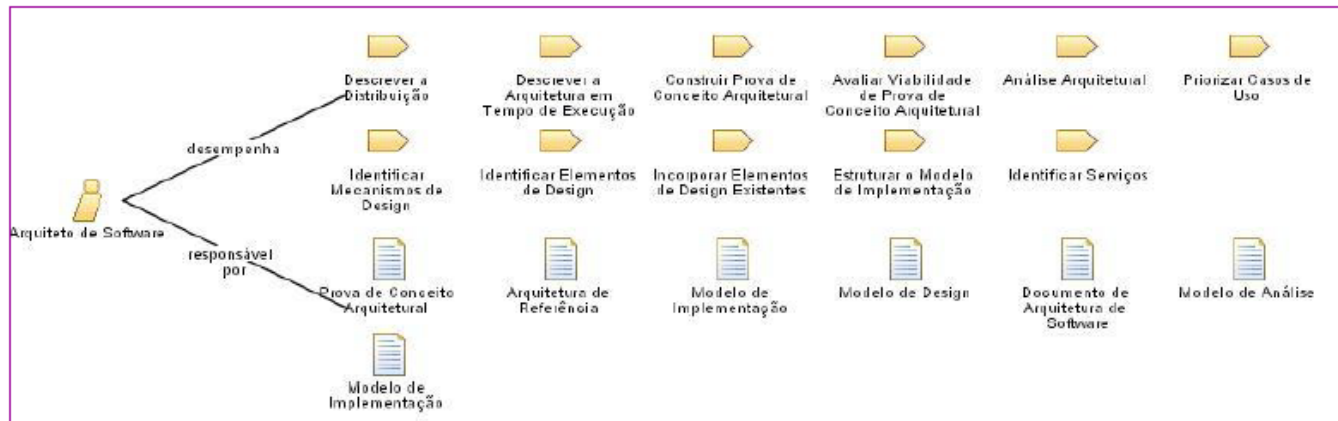 Descrever a
Distribuição
Descrever a
Arquitetura em
Tempo de Execução
Construir Prova de
Conceito Arquitetural
Avaliar Viabilidade
de Prova de
Conceito Arquitetural
Análise Arquitetural
Priorizar Casos de
Uso
desempenha
Identificar
Mecanismos de
Design
Identificar Elementos
de Design
Incorporar Elementos
de Design Existentes
Estruturar o Modelo
de Implementação
Identificar Serviços
Arquiteto de Software
responsável
por
Prova de Conceito
Arquitetural
Arquitetura de
Referência
Modelo de
Implementação
Modelo de Design
Documento de
Arquitetura de
Software
Modelo de Análise
Modelo de
Implementação